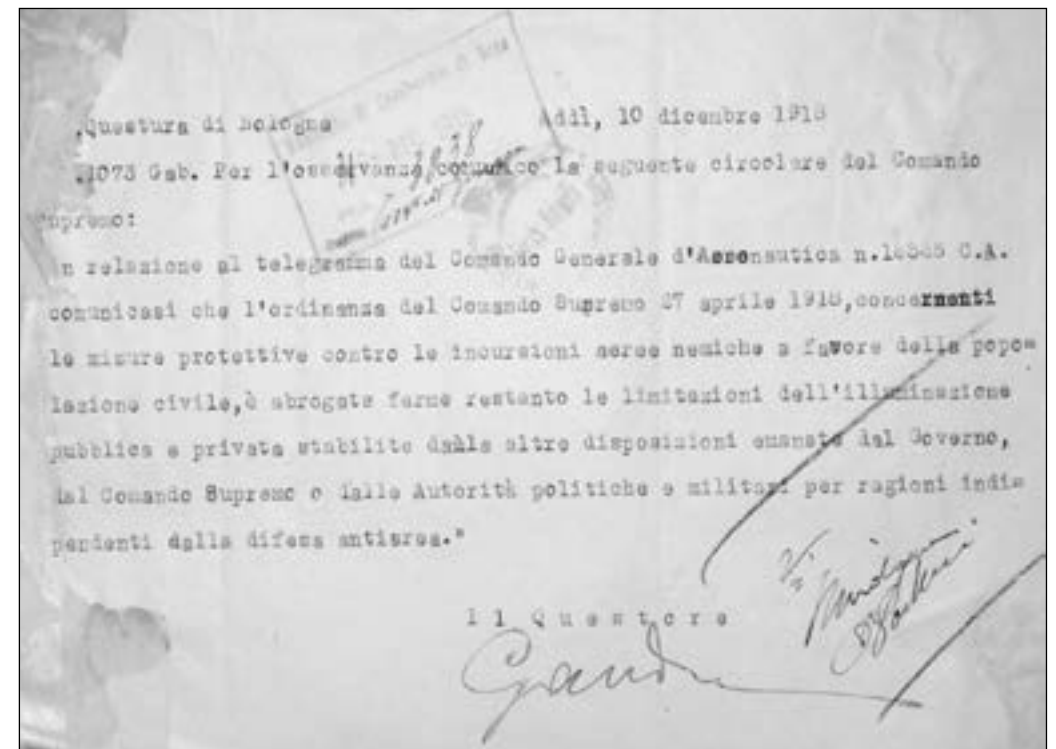 Questura di Bologna Addì, 10 dicembre 1918
.1073 Gab. Per l'osservanza comunico la seguente circolare del Comando
upremo:
n relazione al telegramma del Comando Generale d'Aeronautica C.A.
comunicasi che l'ordinanza del Comando Supremo 27 aprile 1918,concernenti
le misure protettive contro le incursioni aeree nemiche a favore della popo=
lazione civile,è abrogata ferme restanto le limitazioni dell'illuminazione
pubblica e privata stabilite dalle altre disposizioni emanate dal Governo,
dal Comando Supremo o dalle Autorità politiche e militari per ragioni indi=
pendenti dalla difesa antiarea."
Il Questore